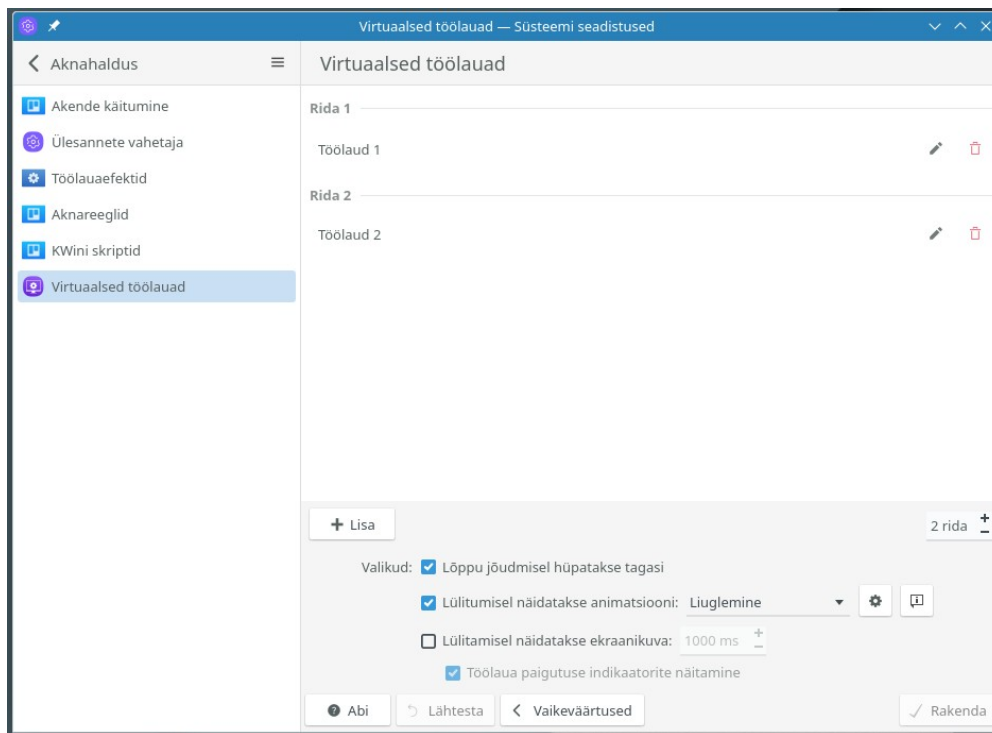 Virtuaalsed töölauad — Süsteemi seadistused
Aknahaldus
Virtuaalsed töölauad
Akende käitumine
Ülesannete vahetaja
Töölauaefektid
Aknareeglid
KWini skriptid
Virtuaalsed töölauad
Rida 1
Töölaud 1
Rida 2
Töölaud 2
Lisa
2 rida
Valikud: Lõppu jõudmisel hüpatakse tagasi
Lülitumisel näidatakse animatsiooni: Liuglemine
Lülitamisel näidatakse ekraanikuva: 1000 ms
Töölaua paigutuse indikaatorite näitamine
Abi
Lähtesta
Vaikeväärtused
Rakenda